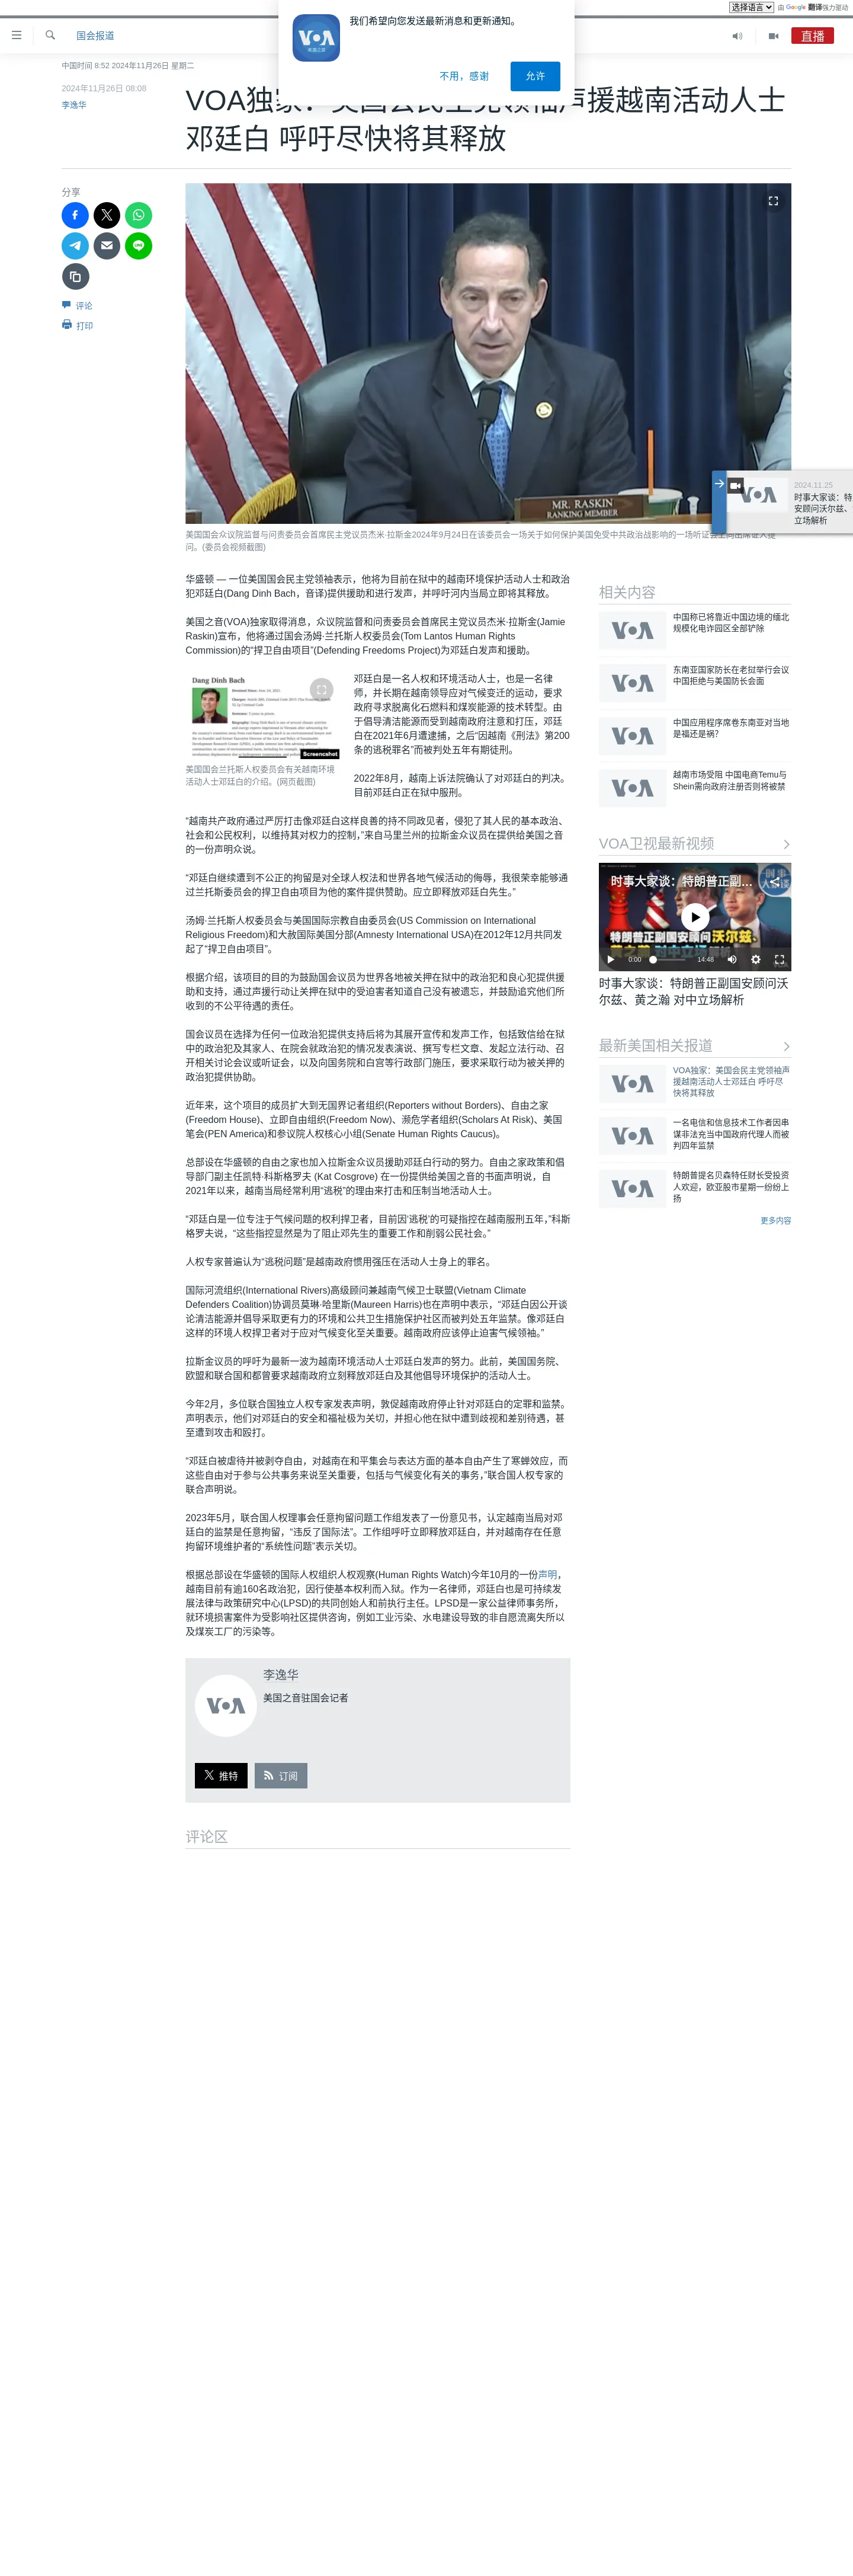 选择语言 由 Google 翻译强力驱动
VOA
美国之音
我们希望向您发送最新消息和更新通知。
不用，感谢
允许
国会报道
直播
中国时间 8:52 2024年11月26日 星期二
2024年11月26日 08:08
李逸华
VOA独家：美国会民主党领袖声援越南活动人士
邓廷白 呼吁尽快将其释放
分享
评论
打印
MR. RASKIN
RANKING MEMBER
美国国会众议院监督与问责委员会首席民主党议员杰米·拉斯金2024年9月24日在该委员会一场关于如何保护美国免受中共政治战影响的一场听证会上向出席证人提
问。(委员会视频截图)
2024.11.25
时事大家谈：特
安顾问沃尔兹、
立场解析
VOA
华盛顿 — 一位美国国会民主党领袖表示，他将为目前在狱中的越南环境保护活动人士和政治
犯邓廷白(Dang Dinh Bach，音译)提供援助和进行发声，并呼吁河内当局立即将其释放。
美国之音(VOA)独家取得消息，众议院监督和问责委员会首席民主党议员杰米·拉斯金(Jamie
Raskin)宣布，他将通过国会汤姆·兰托斯人权委员会(Tom Lantos Human Rights
Commission)的“捍卫自由项目”(Defending Freedoms Project)为邓廷白发声和援助。
Dang Dinh Bach
Screenshot
美国国会兰托斯人权委员会有关越南环境
活动人士邓廷白的介绍。(网页截图)
邓廷白是一名人权和环境活动人士，也是一名律
师，并长期在越南领导应对气候变迁的运动，要求
政府寻求脱离化石燃料和煤炭能源的技术转型。由
于倡导清洁能源而受到越南政府注意和打压，邓廷
白在2021年6月遭逮捕，之后“因越南《刑法》第200
条的逃税罪名”而被判处五年有期徒刑。
2022年8月，越南上诉法院确认了对邓廷白的判决。
目前邓廷白正在狱中服刑。
“越南共产政府通过严厉打击像邓廷白这样良善的持不同政见者，侵犯了其人民的基本政治、
社会和公民权利，以维持其对权力的控制，”来自马里兰州的拉斯金众议员在提供给美国之音
的一份声明众说。
“邓廷白继续遭到不公正的拘留是对全球人权法和世界各地气候活动的侮辱，我很荣幸能够通
过兰托斯委员会的捍卫自由项目为他的案件提供赞助。应立即释放邓廷白先生。”
汤姆·兰托斯人权委员会与美国国际宗教自由委员会(US Commission on International
Religious Freedom)和大赦国际美国分部(Amnesty International USA)在2012年12月共同发
起了“捍卫自由项目”。
根据介绍，该项目的目的为鼓励国会议员为世界各地被关押在狱中的政治犯和良心犯提供援
助和支持，通过声援行动让关押在狱中的受迫害者知道自己没有被遗忘，并鼓励追究他们所
收到的不公平待遇的责任。
国会议员在选择为任何一位政治犯提供支持后将为其展开宣传和发声工作，包括致信给在狱
中的政治犯及其家人、在院会就政治犯的情况发表演说、撰写专栏文章、发起立法行动、召
开相关讨论会议或听证会，以及向国务院和白宫等行政部门施压，要求采取行动为被关押的
政治犯提供协助。
近年来，这个项目的成员扩大到无国界记者组织(Reporters without Borders)、自由之家
(Freedom House)、立即自由组织(Freedom Now)、濒危学者组织(Scholars At Risk)、美国
笔会(PEN America)和参议院人权核心小组(Senate Human Rights Caucus)。
总部设在华盛顿的自由之家也加入拉斯金众议员援助邓廷白行动的努力。自由之家政策和倡
导部门副主任凯特·科斯格罗夫 (Kat Cosgrove) 在一份提供给美国之音的书面声明说，自
2021年以来，越南当局经常利用“逃税”的理由来打击和压制当地活动人士。
“邓廷白是一位专注于气候问题的权利捍卫者，目前因‘逃税’的可疑指控在越南服刑五年，”科斯
格罗夫说，“这些指控显然是为了阻止邓先生的重要工作和削弱公民社会。”
人权专家普遍认为“逃税问题”是越南政府惯用强压在活动人士身上的罪名。
国际河流组织(International Rivers)高级顾问兼越南气候卫士联盟(Vietnam Climate
Defenders Coalition)协调员莫琳·哈里斯(Maureen Harris)也在声明中表示，“邓廷白因公开谈
论清洁能源并倡导采取更有力的环境和公共卫生措施保护社区而被判处五年监禁。像邓廷白
这样的环境人权捍卫者对于应对气候变化至关重要。越南政府应该停止迫害气候领袖。”
拉斯金议员的呼吁为最新一波为越南环境活动人士邓廷白发声的努力。此前，美国国务院、
欧盟和联合国和都曾要求越南政府立刻释放邓廷白及其他倡导环境保护的活动人士。
今年2月，多位联合国独立人权专家发表声明，敦促越南政府停止针对邓廷白的定罪和监禁。
声明表示，他们对邓廷白的安全和福祉极为关切，并担心他在狱中遭到歧视和差别待遇，甚
至遭到攻击和殴打。
“邓廷白被虐待并被剥夺自由，对越南在和平集会与表达方面的基本自由产生了寒蝉效应，而
这些自由对于参与公共事务来说至关重要，包括与气候变化有关的事务，”联合国人权专家的
联合声明说。
2023年5月，联合国人权理事会任意拘留问题工作组发表了一份意见书，认定越南当局对邓
廷白的监禁是任意拘留，“违反了国际法”。工作组呼吁立即释放邓廷白，并对越南存在任意
拘留环境维护者的“系统性问题”表示关切。
根据总部设在华盛顿的国际人权组织人权观察(Human Rights Watch)今年10月的一份声明，
越南目前有逾160名政治犯，因行使基本权利而入狱。作为一名律师，邓廷白也是可持续发
展法律与政策研究中心(LPSD)的共同创始人和前执行主任。LPSD是一家公益律师事务所，
就环境损害案件为受影响社区提供咨询，例如工业污染、水电建设导致的非自愿流离失所以
及煤炭工厂的污染等。
VOA
李逸华
美国之音驻国会记者
推特
订阅
评论区
相关内容
VOA
中国称已将靠近中国边境的缅北
规模化电诈园区全部铲除
VOA
东南亚国家防长在老挝举行会议
中国拒绝与美国防长会面
VOA
中国应用程序席卷东南亚对当地
是福还是祸？
VOA
越南市场受阻 中国电商Temu与
Shein需向政府注册否则将被禁
VOA卫视最新视频
时事大家谈：特朗普正副…
特朗普正副国安顾问沃尔兹、
0:00
14:48
时事大家谈：特朗普正副国安顾问沃
尔兹、黄之瀚 对中立场解析
最新美国相关报道
VOA
VOA独家：美国会民主党领袖声
援越南活动人士邓廷白 呼吁尽
快将其释放
VOA
一名电信和信息技术工作者因串
谋非法充当中国政府代理人而被
判四年监禁
VOA
特朗普提名贝森特任财长受投资
人欢迎，欧亚股市星期一纷纷上
扬
更多内容